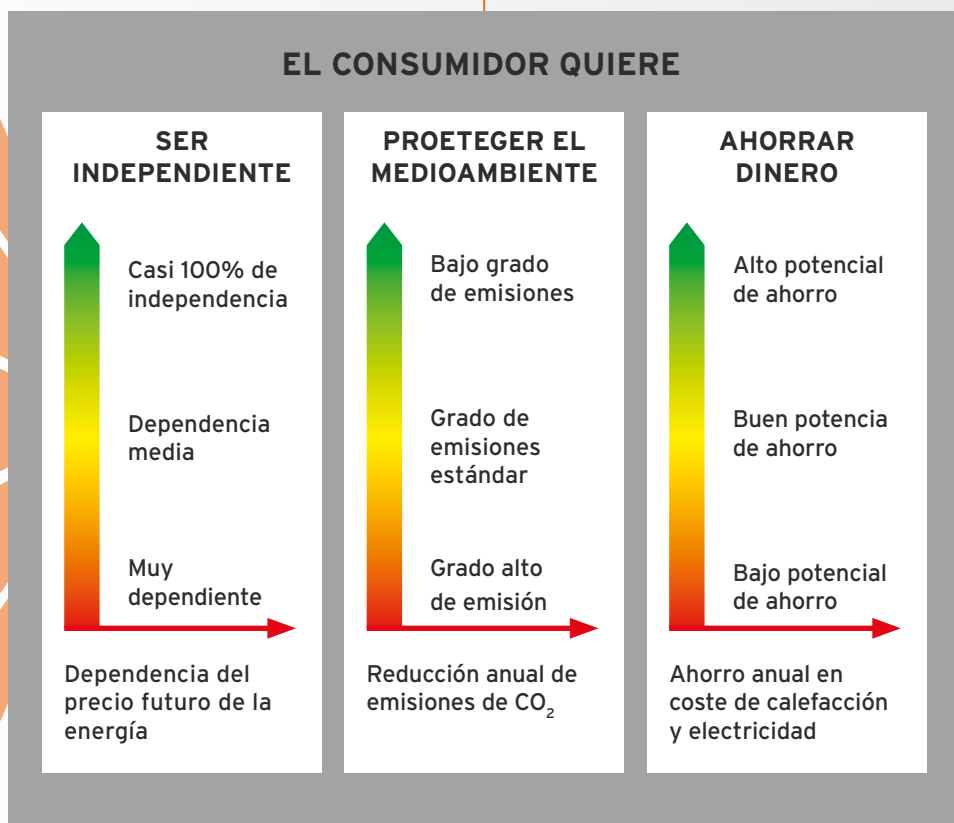 EL CONSUMIDOR QUIERE
SER
INDEPENDIENTE
Casi 100% de
independencia
Dependencia
media
Muy
dependiente
Dependencia del
precio futuro de la
energía
PROETEGER EL
MEDIOAMBIENTE
Bajo grado
de emisiones
Grado de
emisiones
estándar
Grado alto
de emisión
Reducción anual de
emisiones de CO₂
AHORRAR
DINERO
Alto potencial
de ahorro
Buen potencia
de ahorro
Bajo potencial
de ahorro
Ahorro anual en
coste de calefacción
y electricidad